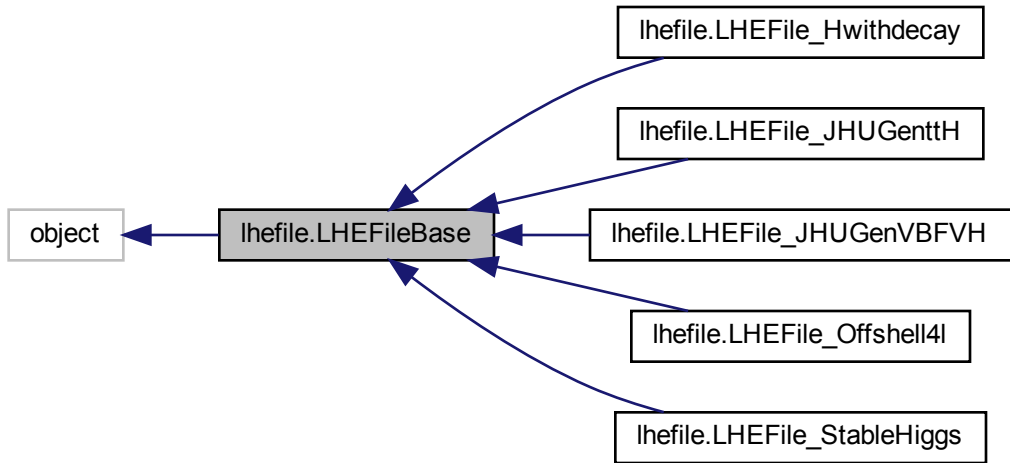 lhefile.LHEFile_Hwithdecay
lhefile.LHEFile_JHUGenttH
object
lhefile.LHEFileBase
lhefile.LHEFile_JHUGenVBFVH
lhefile.LHEFile_Offshell4l
lhefile.LHEFile_StableHiggs